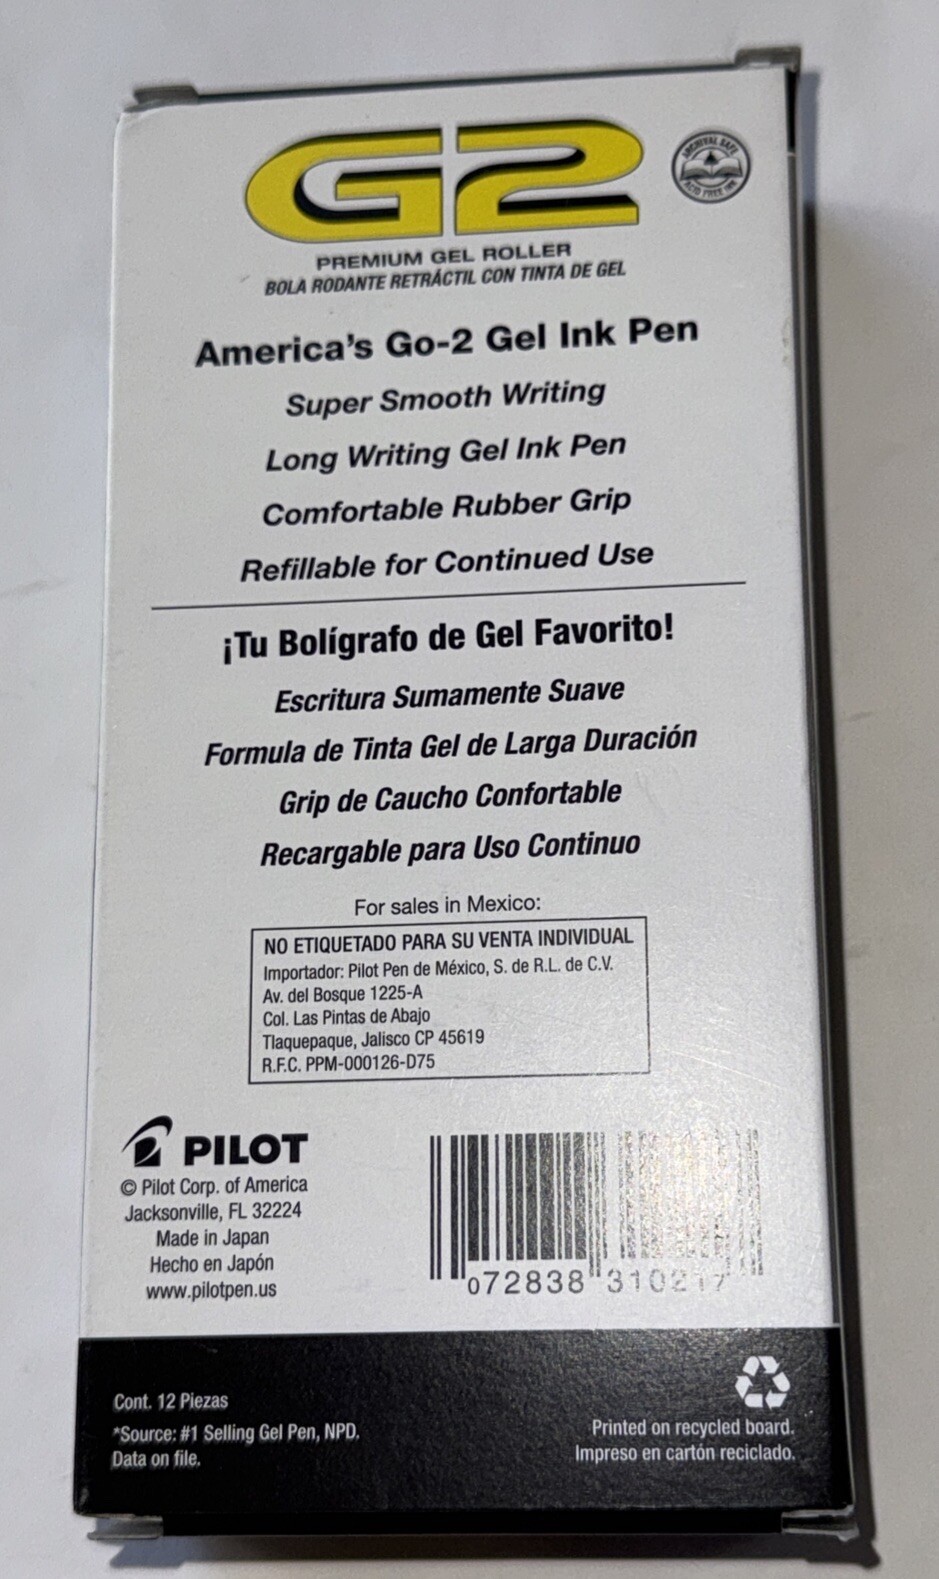 G2
ARCHIVAL SAFE
ACID FREE INK
PREMIUM GEL ROLLER
BOLA RODANTE RETRÁCTIL CON TINTA DE GEL
America's Go-2 Gel Ink Pen
Super Smooth Writing
Long Writing Gel Ink Pen
Comfortable Rubber Grip
Refillable for Continued Use
¡Tu Bolígrafo de Gel Favorito!
Escritura Sumamente Suave
Formula de Tinta Gel de Larga Duración
Grip de Caucho Confortable
Recargable para Uso Continuo
For sales in Mexico:
NO ETIQUETADO PARA SU VENTA INDIVIDUAL
Importador: Pilot Pen de México, S. de R.L. de C.V.
Av. del Bosque 1225-A
Col. Las Pintas de Abajo
Tlaquepaque, Jalisco CP 45619
R.F.C. PPM-000126-D75
PILOT
© Pilot Corp. of America
Jacksonville, FL 32224
Made in Japan
Hecho en Japón
www.pilotpen.us
072838 310217
Cont. 12 Piezas
*Source: #1 Selling Gel Pen, NPD.
Data on file.
Printed on recycled board.
Impreso en cartón reciclado.